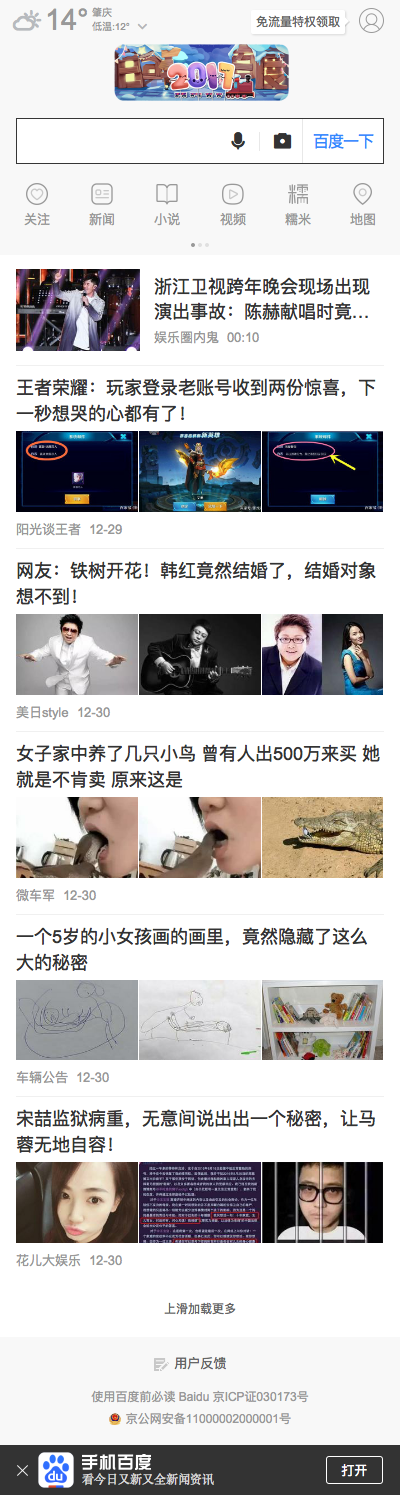 14°
肇庆
低温:12°
免流量特权领取
2017
百度一下
关注
新闻
小说
视频
糯米
糯米
地图
浙江卫视跨年晚会现场出现
演出事故：陈赫献唱时竟...
娱乐圈内鬼 00:10
王者荣耀：玩家登录老账号收到两份惊喜，下
一秒想哭的心都有了！
阳光谈王者 12-29
网友：铁树开花！韩红竟然结婚了，结婚对象
想不到！
美日style 12-30
女子家中养了几只小鸟 曾有人出500万来买 她
就是不肯卖 原来这是
微车军 12-30
一个5岁的小女孩画的画里，竟然隐藏了这么
大的秘密
车辆公告 12-30
宋喆监狱病重，无意间说出出一个秘密，让马
蓉无地自容！
花儿大娱乐 12-30
上滑加载更多
用户反馈
使用百度前必读 Baidu 京ICP证030173号
京公网安备11000002000001号
du
手机百度
看今日又新又全新闻资讯
打开